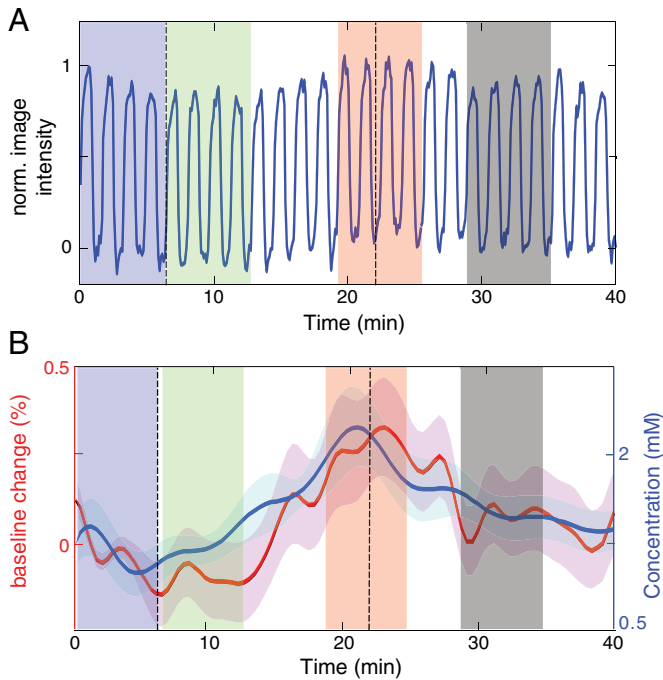 A
norm. image
intensity
1
0
0
10
20
30
40
Time (min)
B
baseline change (%)
0.5
0
Concentration (mM)
2
0.5
0
10
20
30
40
Time (min)